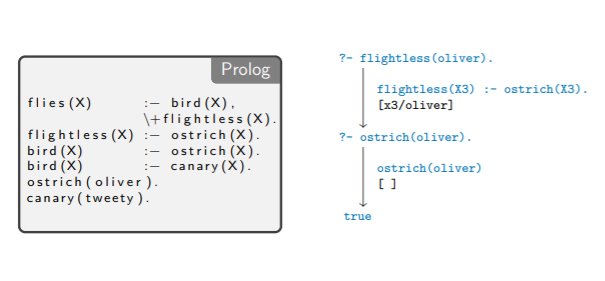 Prolog
flies(X) :- bird(X),
\+flightless(X).
flightless(X) :- ostrich(X).
bird(X) :- ostrich(X).
bird(X) :- canary(X).
ostrich(oliver).
canary(tweety).
?- flightless(oliver).
flightless(X3) :- ostrich(X3).
[x3/oliver]
?- ostrich(oliver).
ostrich(oliver)
[ ]
true